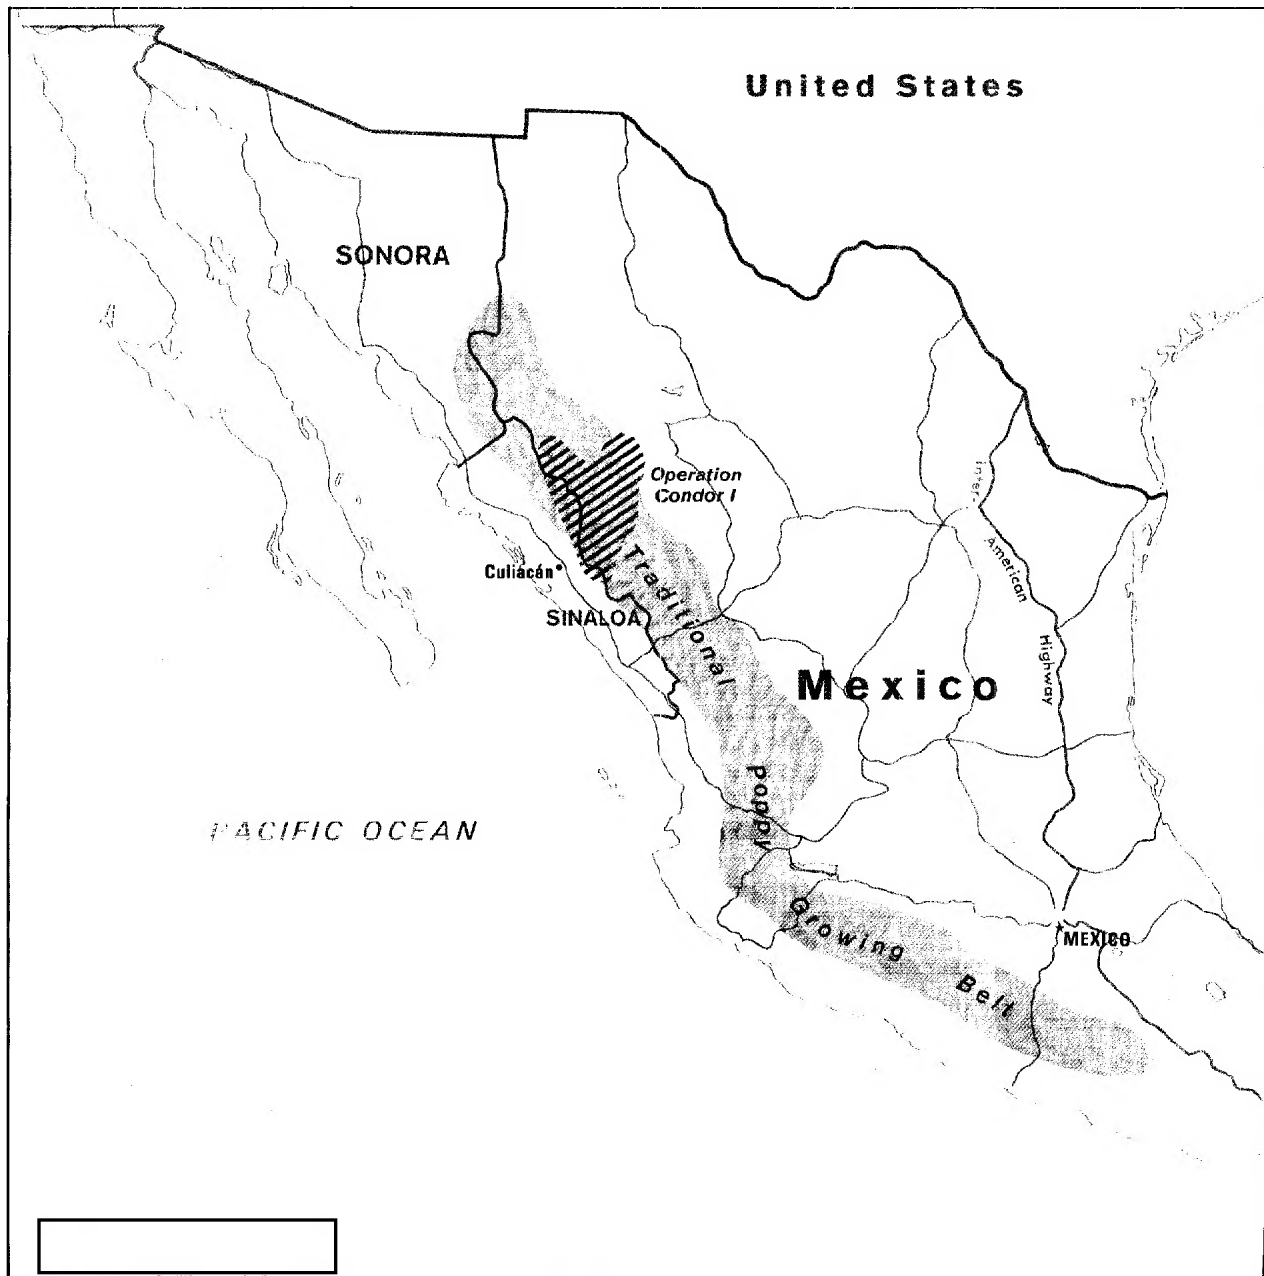 United States
SONORA
Operation
Condor I
Inter-
American
Highway
Culiacán
SINALOA
Traditional
Poppy
Growing
Belt
Mexico
PACIFIC OCEAN
MEXICO